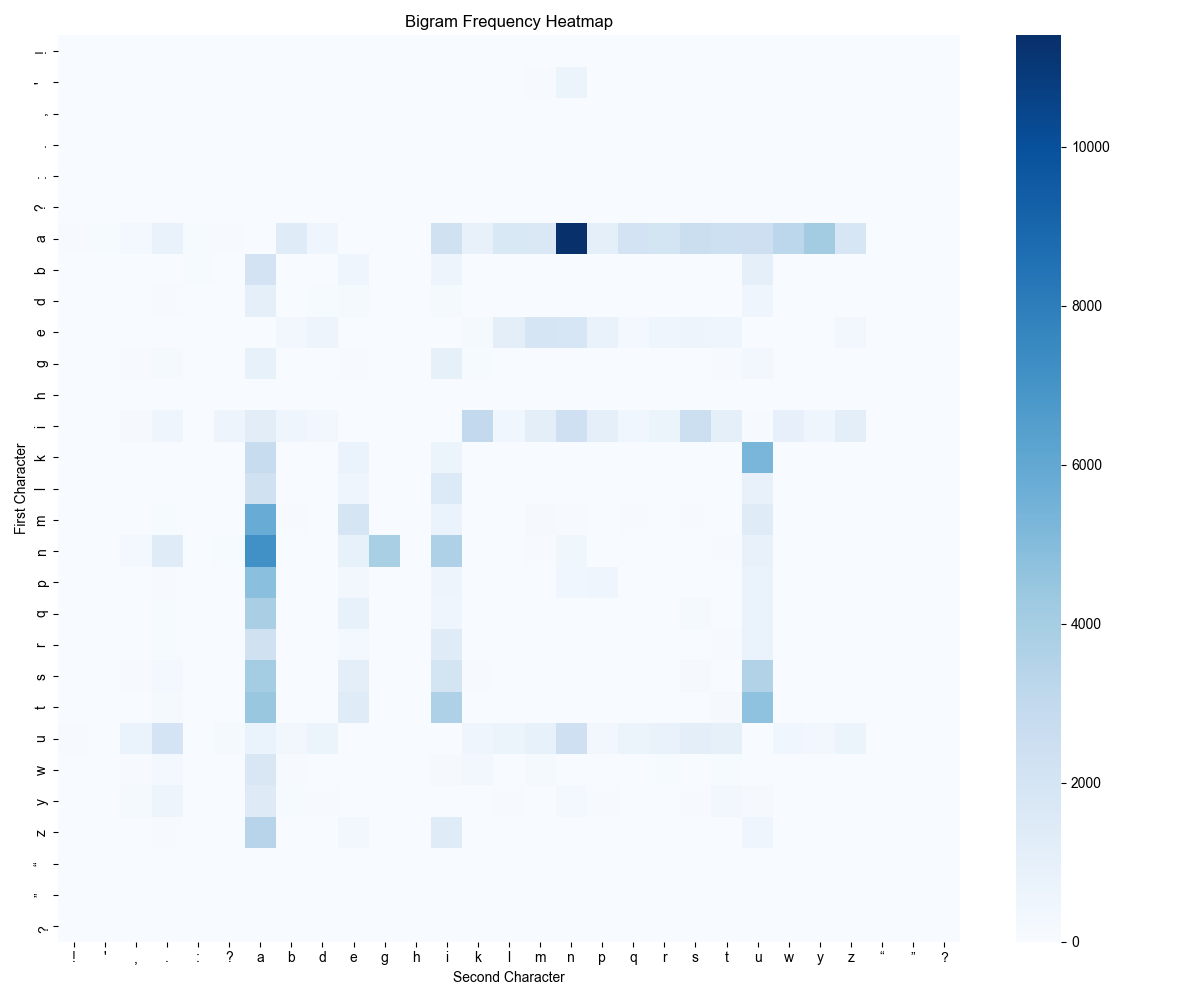 Bigram Frequency Heatmap
First Character
! ' , . : ? a b d e g h i k l m n p q r s t u w y z “ ” ?
10000
8000
6000
4000
2000
0
! ' , . : ? a b d e g h i k l m n p q r s t u w y z “ ” ?
Second Character